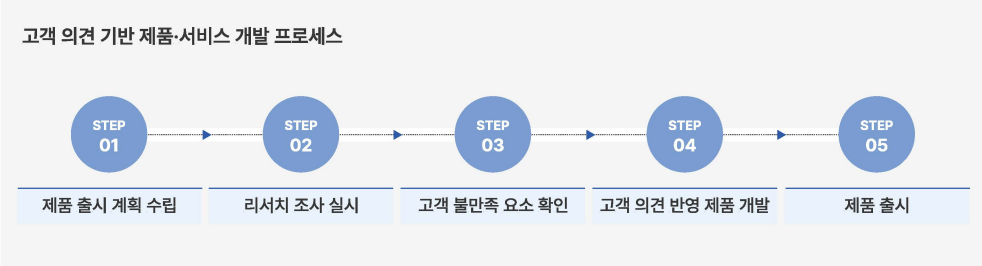 고객 의견 기반 제품·서비스 개발 프로세스
STEP
01
STEP
02
STEP
03
STEP
04
STEP
05
제품 출시 계획 수립
리서치 조사 실시
고객 불만족 요소 확인
고객 의견 반영 제품 개발
제품 출시